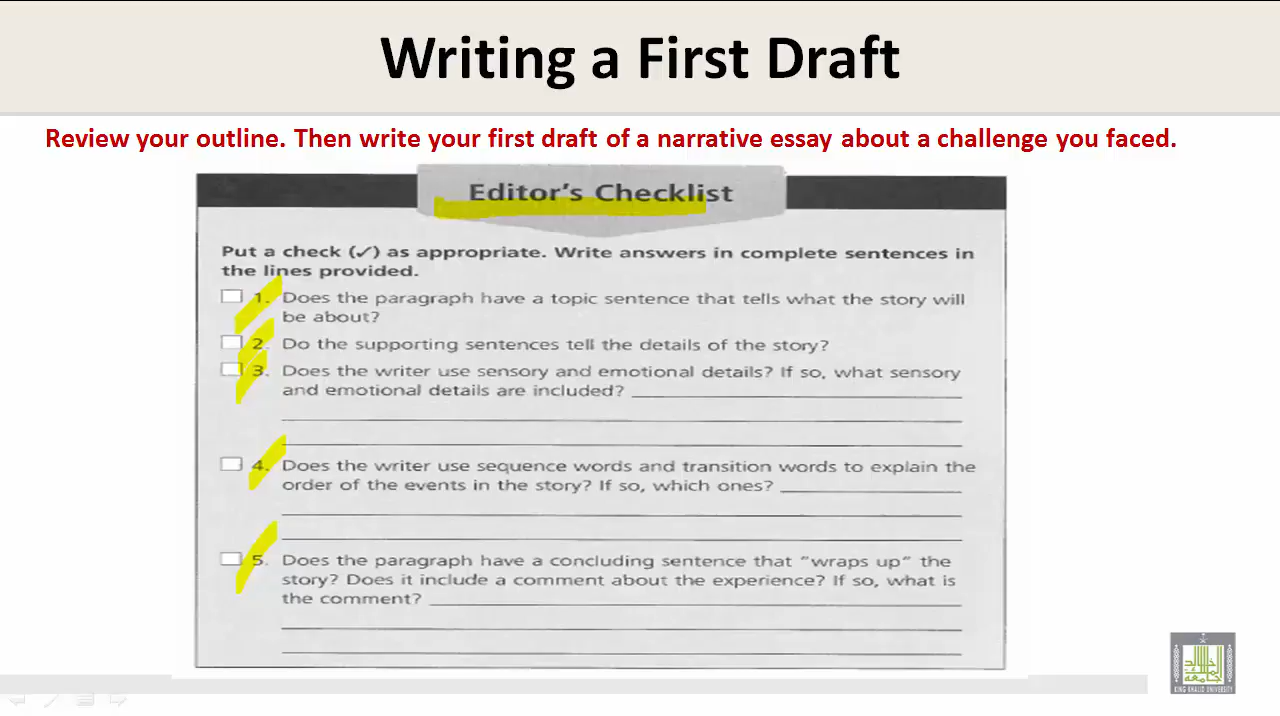 Writing a First Draft
Review your outline. Then write your first draft of a narrative essay about a challenge you faced.
Editor's Checklist
Put a check (✓) as appropriate. Write answers in complete sentences in
the lines provided.
1. Does the paragraph have a topic sentence that tells what the story will
be about?
2. Do the supporting sentences tell the details of the story?
3. Does the writer use sensory and emotional details? If so, what sensory
and emotional details are included?
4. Does the writer use sequence words and transition words to explain the
order of the events in the story? If so, which ones?
5. Does the paragraph have a concluding sentence that “wraps up” the
story? Does it include a comment about the experience? If so, what is
the comment?
KING KHALID UNIVERSITY